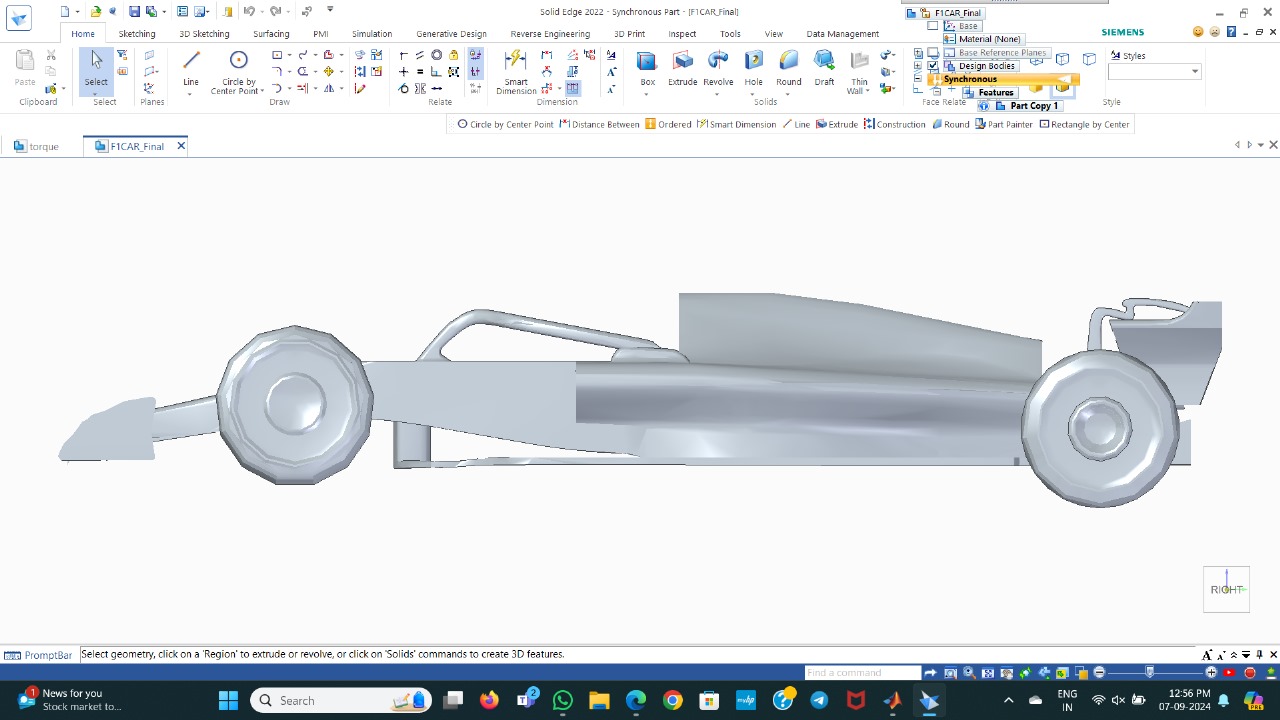 Solid Edge 2022 - Synchronous Part - [F1CAR_Final]
F1CAR_Final
Home
Sketching
3D Sketching
Surfacing
PMI
Simulation
Generative Design
Reverse Engineering
3D Print
Inspect
Tools
View
Data Management
SIEMENS
Base
Material (None)
Base Reference Planes
Design Bodies
Synchronous
Features
Part Copy 1
Paste
Select
Line
Circle by Center Point
Smart Dimension
Box
Extrude
Revolve
Hole
Round
Draft
Thin Wall
Styles
Clipboard
Select
Planes
Draw
Relate
Dimension
Solids
Face Relate
Style
Circle by Center Point
Distance Between
Ordered
Smart Dimension
Line
Extrude
Construction
Round
Part Painter
Rectangle by Center
torque
F1CAR_Final
RIGHT
PromptBar
Select geometry, click on a 'Region' to extrude or revolve, or click on 'Solids' commands to create 3D features.
Find a command
1
News for you
Stock market to...
Search
2
ENG
IN
12:56 PM
07-09-2024